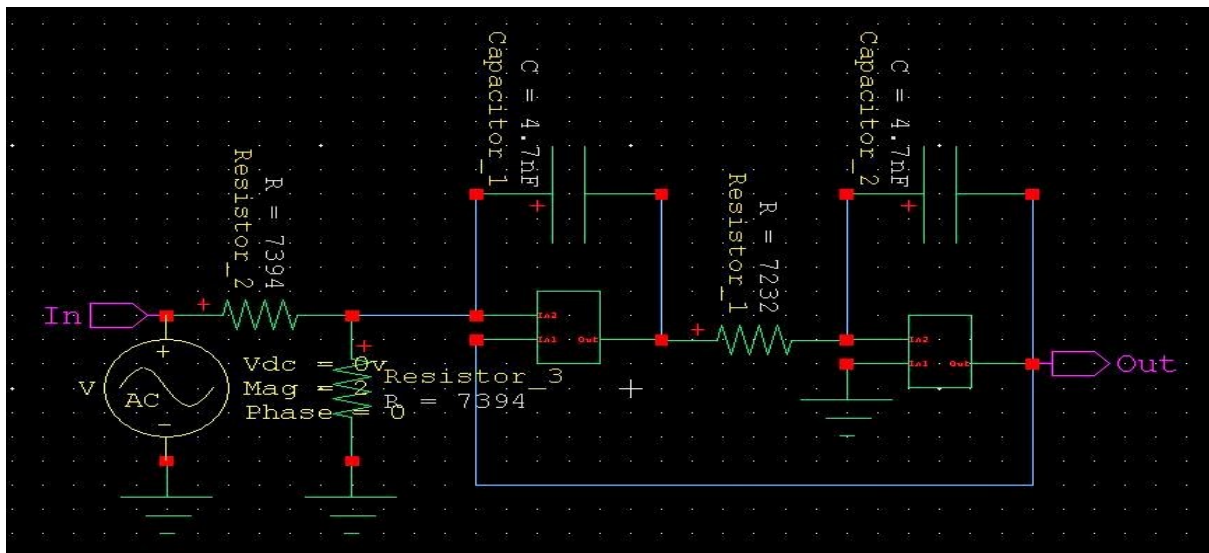 Capacitor_1
C = 4.7nF
Capacitor_2
C = 4.7nF
Resistor_2
R = 7394
Resistor_1
R = 7232
In
+
+
+
+
+
In2
In1
Out
In2
In1
Out
Out
+
V
AC
−
Vdc = 0v
Mag = 2
Phase = 0
Resistor_3
R = 7394